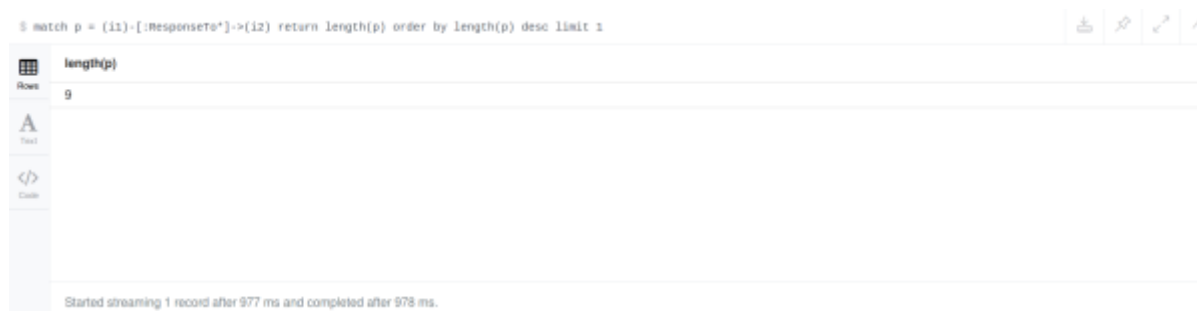 $ match p = (i1)-[:ResponseTo*]->(i2) return length(p) order by length(p) desc limit 1
length(p)
Rows
9
Text
Code
Started streaming 1 record after 977 ms and completed after 978 ms.